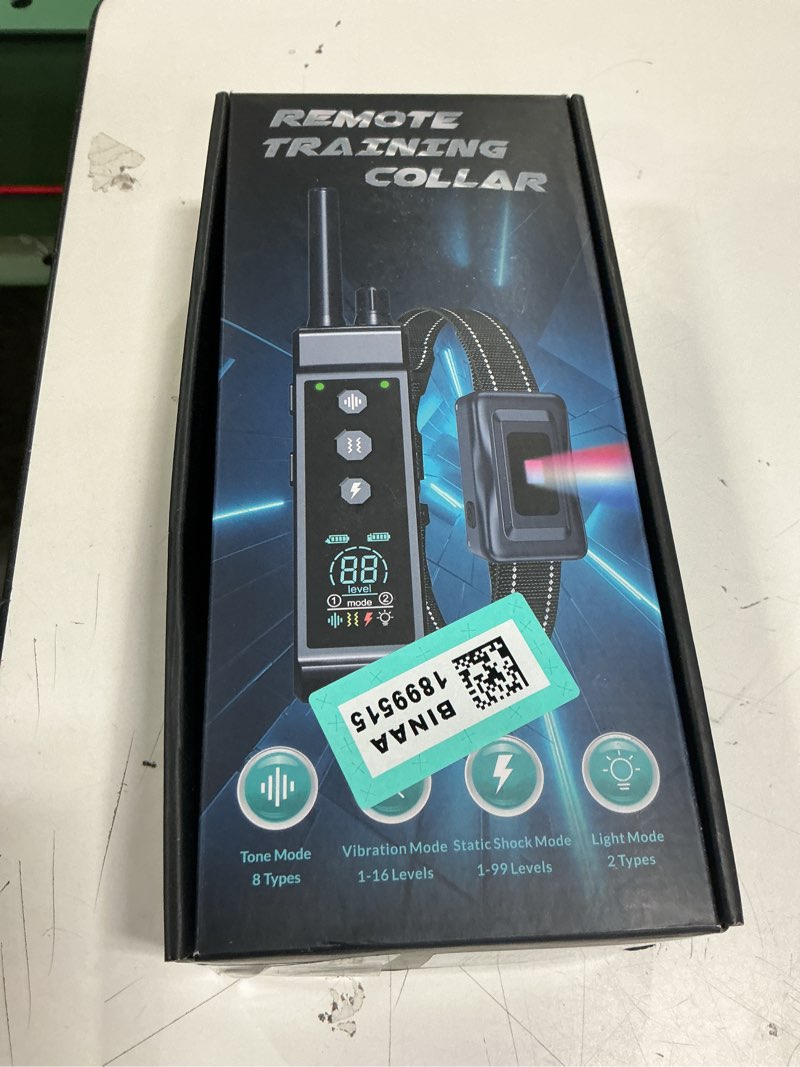 REMOTE
TRAINING
COLLAR
88
level
1 mode 2
BINAA
1899515
Tone Mode
8 Types
Vibration Mode
1-16 Levels
Static Shock Mode
1-99 Levels
Light Mode
2 Types